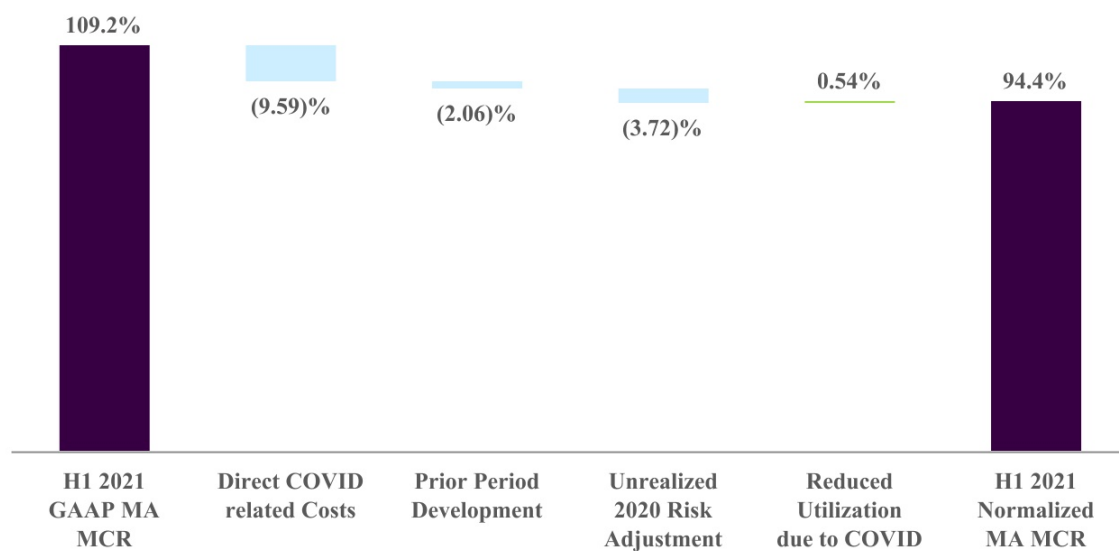 109.2%
(9.59)%
(2.06)%
(3.72)%
0.54%
94.4%
H1 2021
GAAP MA
MCR
Direct COVID
related Costs
Prior Period
Development
Unrealized
2020 Risk
Adjustment
Reduced
Utilization
due to COVID
H1 2021
Normalized
MA MCR